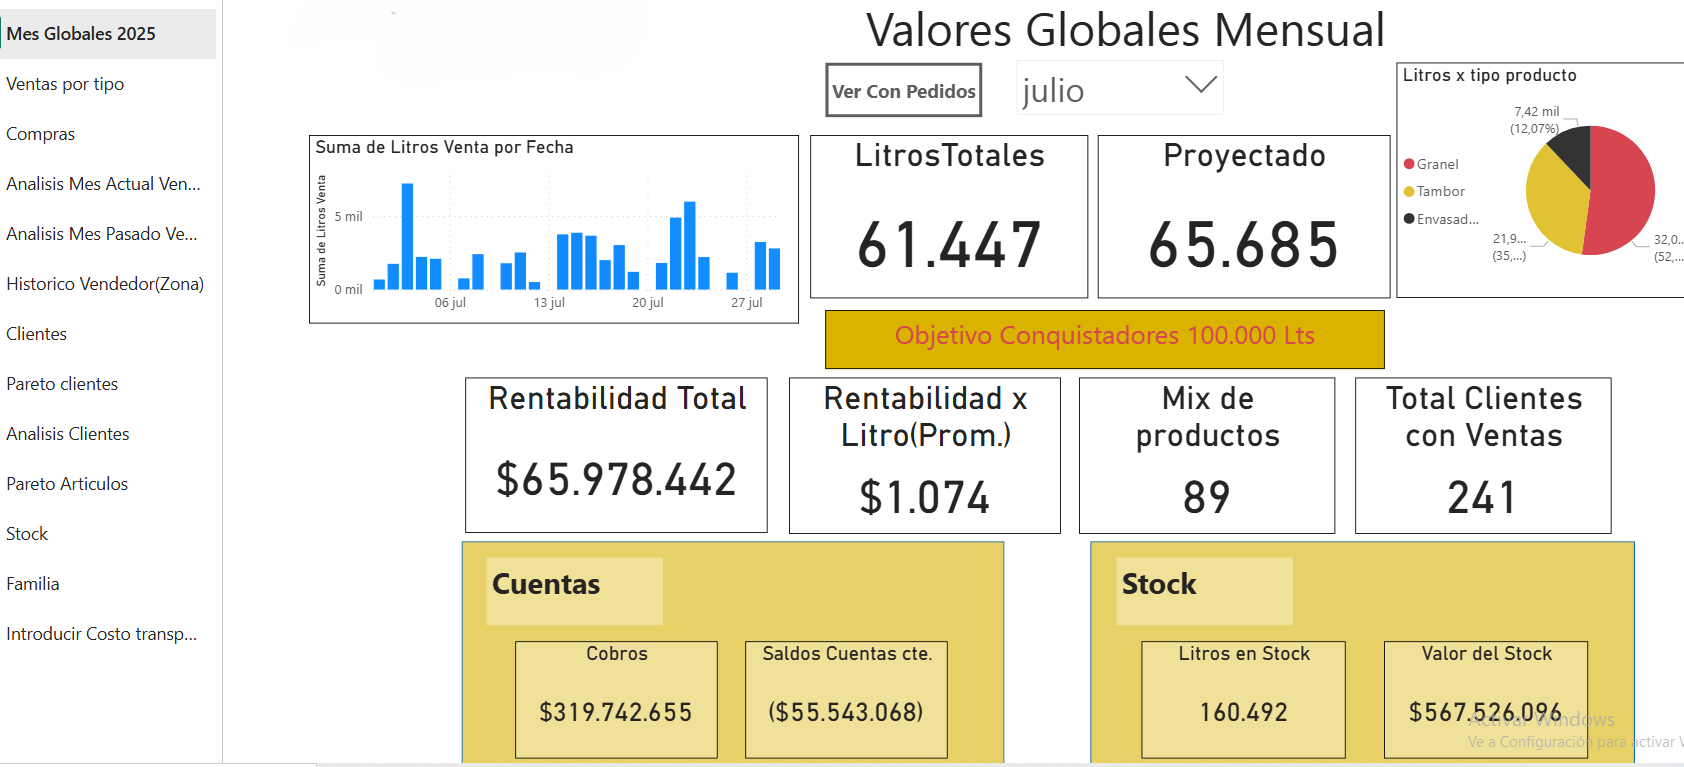 Mes Globales 2025
Ventas por tipo
Compras
Analisis Mes Actual Ven...
Analisis Mes Pasado Ve...
Historico Vendedor(Zona)
Clientes
Pareto clientes
Analisis Clientes
Pareto Articulos
Stock
Familia
Introducir Costo transp...
Valores Globales Mensual
Ver Con Pedidos
julio
Litros x tipo producto
7,42 mil
(12,07%)
Granel
Tambor
Envasad...
21,9...
(35,...)
32,0...
(52,...
Suma de Litros Venta por Fecha
Suma de Litros Venta
5 mil
0 mil
06 jul
13 jul
20 jul
27 jul
LitrosTotales
61.447
Proyectado
65.685
Objetivo Conquistadores 100.000 Lts
Rentabilidad Total
$65.978.442
Rentabilidad x
Litro(Prom.)
$1.074
Mix de
productos
89
Total Clientes
con Ventas
241
Cuentas
Cobros
$319.742.655
Saldos Cuentas cte.
($55.543.068)
Stock
Litros en Stock
160.492
Valor del Stock
$567.526.096
Activar Windows
Ve a Configuración para activar W